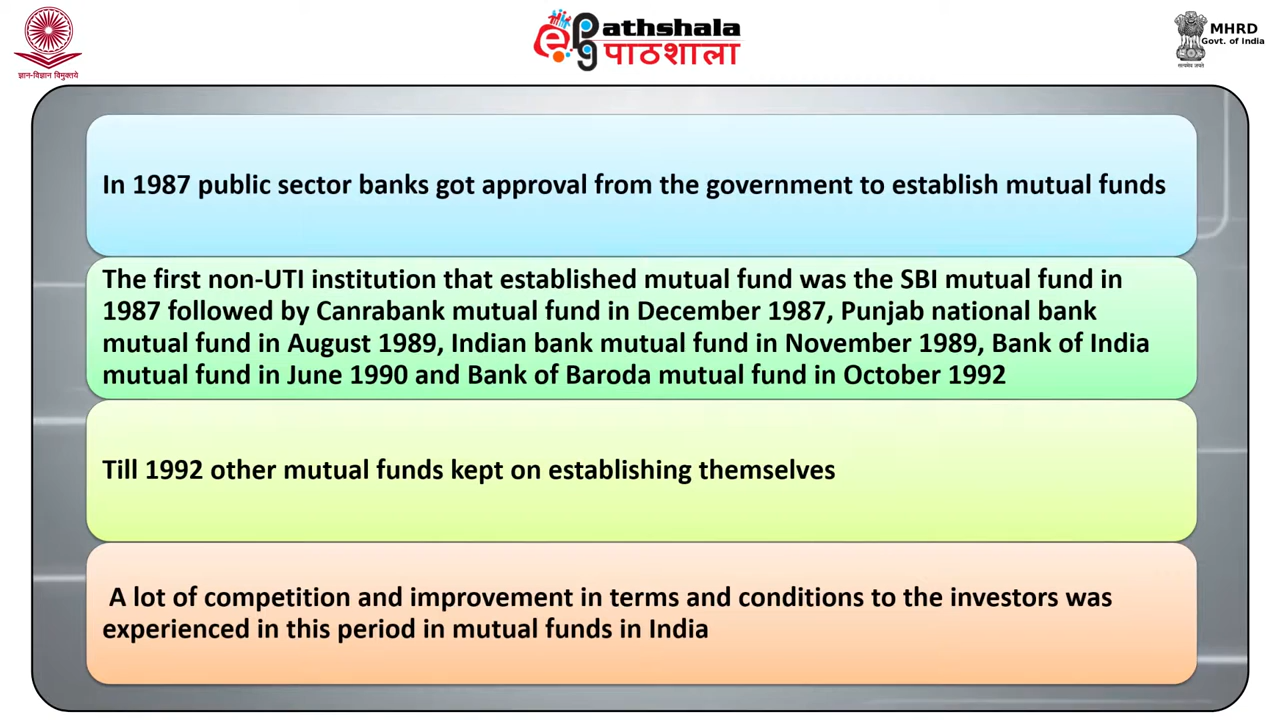 ज्ञान-विज्ञान विमुक्तये
epg
athshala
पाठशाला
MHRD
Govt. of India
सत्यमेव जयते
In 1987 public sector banks got approval from the government to establish mutual funds
The first non-UTI institution that established mutual fund was the SBI mutual fund in
1987 followed by Canrabank mutual fund in December 1987, Punjab national bank
mutual fund in August 1989, Indian bank mutual fund in November 1989, Bank of India
mutual fund in June 1990 and Bank of Baroda mutual fund in October 1992
Till 1992 other mutual funds kept on establishing themselves
A lot of competition and improvement in terms and conditions to the investors was
experienced in this period in mutual funds in India